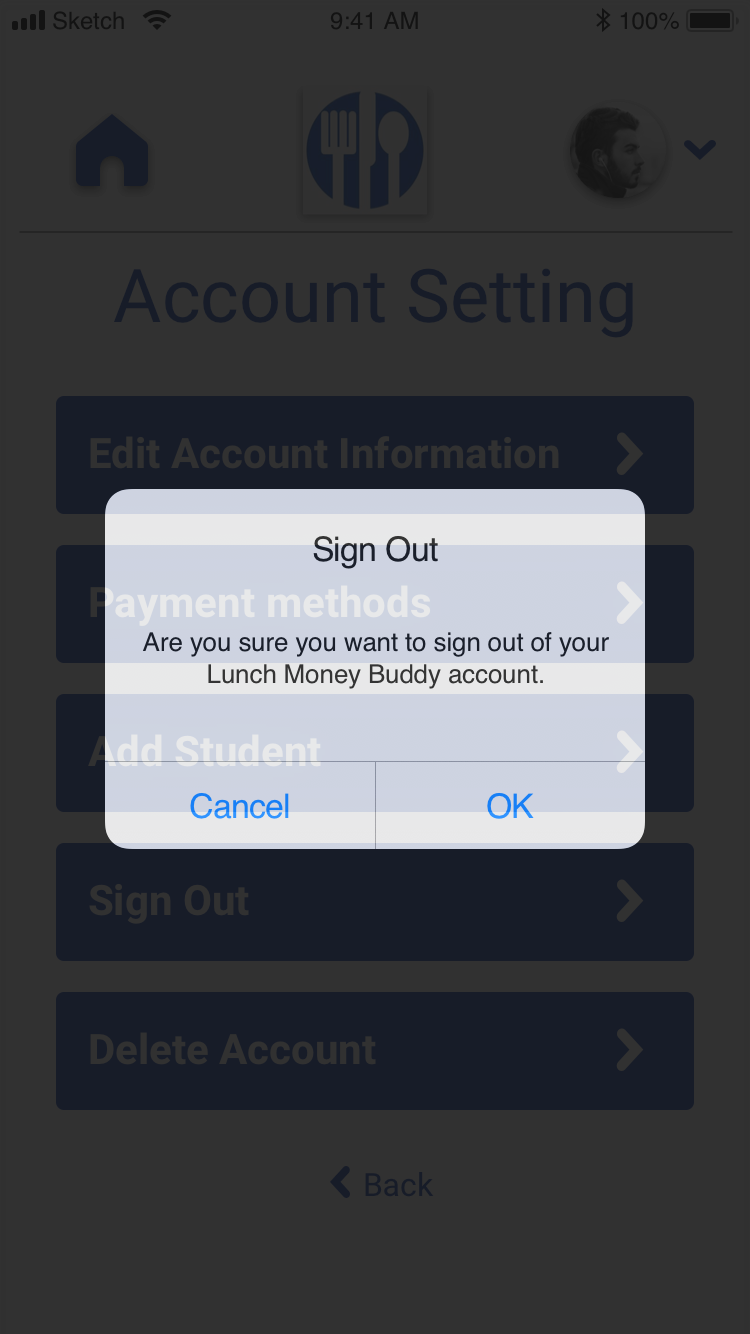 Sketch 9:41 AM 100%
Account Setting
Edit Account Information
Sign Out
Payment methods
Are you sure you want to sign out of your
Lunch Money Buddy account.
Add Student
Cancel OK
Sign Out
Delete Account
Back